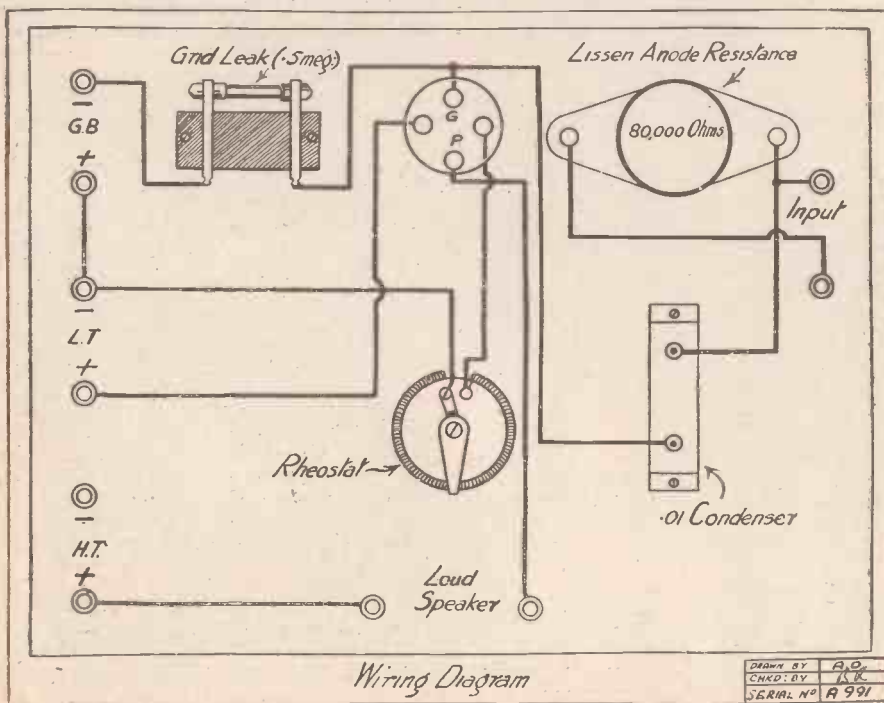 Grid Leak (·5meg:)
Lissen Anode Resistance
80,000 Ohms
–
G.B
+
G
P
Input
–
L.T
+
Rheostat
·01 Condenser
–
H.T.
+
Loud
Speaker
Wiring Diagram
DRAWN BY A.D.
CHKD: BY
SERIAL Nº A 991